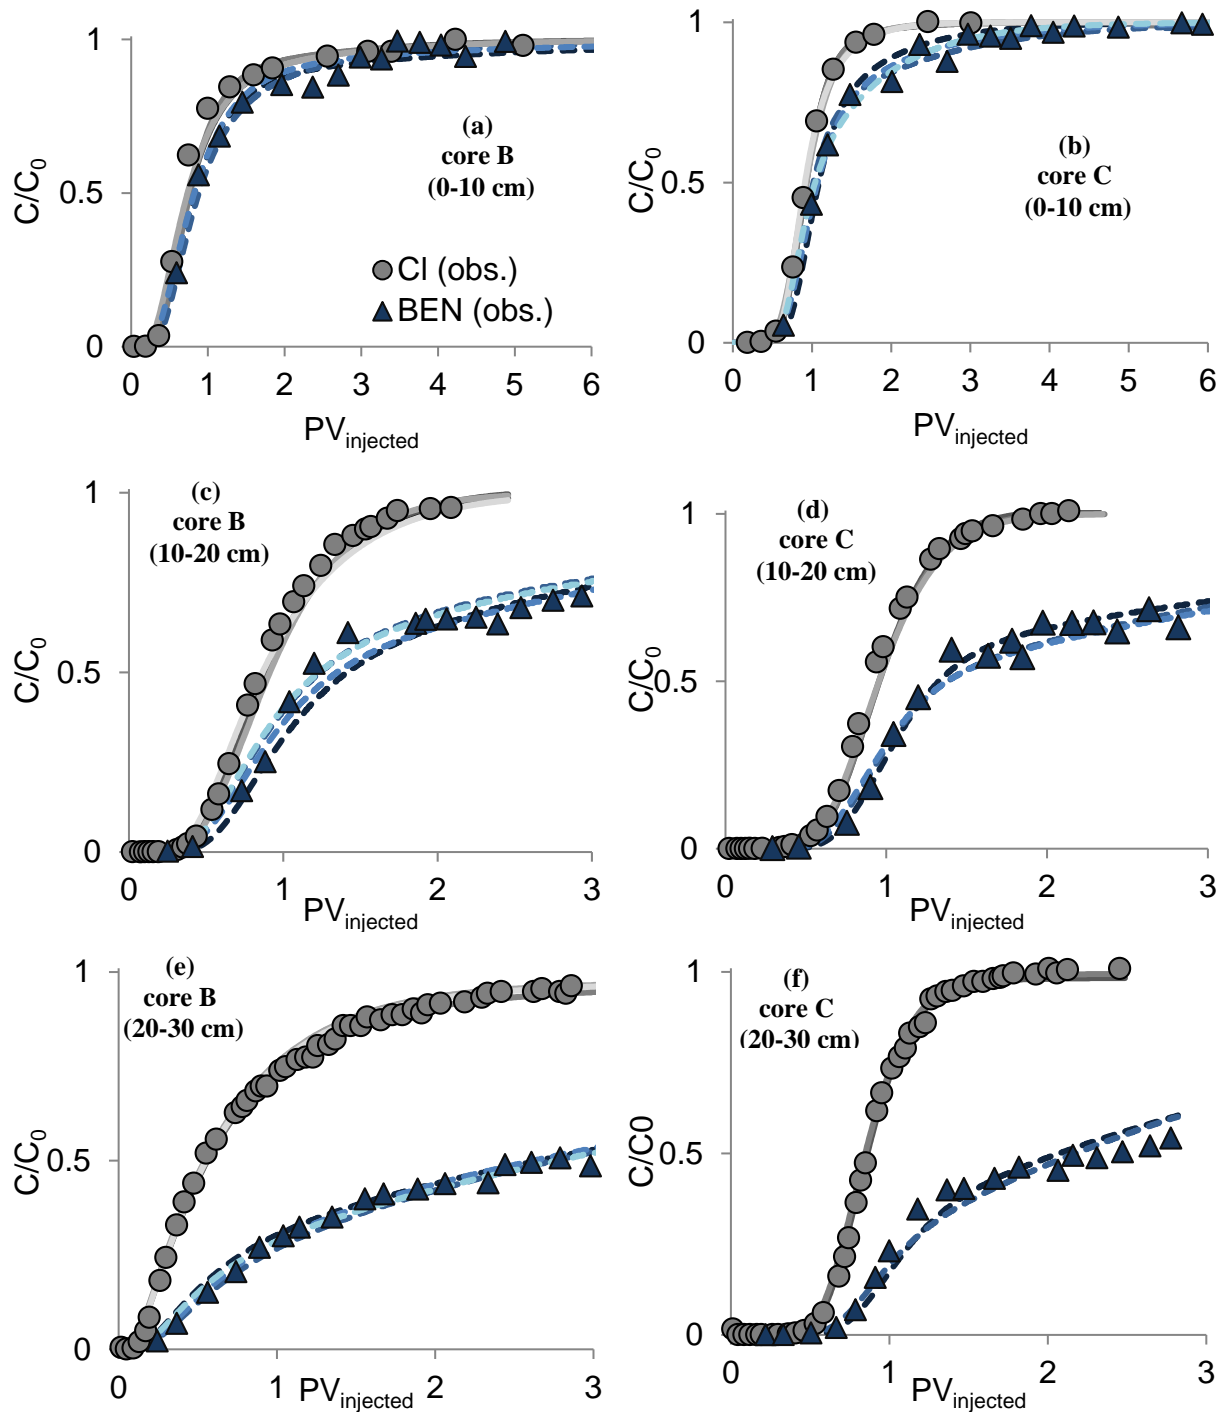 1
0.5
0
C/C0
(a)
core B
(0-10 cm)
Cl (obs.)
BEN (obs.)
0 1 2 3 4 5 6
PVinjected
1
0.5
0
C/C0
(b)
core C
(0-10 cm)
0 1 2 3 4 5 6
PVinjected
1
0.5
0
C/C0
(c)
core B
(10-20 cm)
0 1 2 3
PVinjected
1
0.5
0
C/C0
(d)
core C
(10-20 cm)
0 1 2 3
PVinjected
1
0.5
0
C/C0
(e)
core B
(20-30 cm)
0 1 2 3
PVinjected
1
0.5
0
C/C0
(f)
core C
(20-30 cm)
0 1 2 3
PVinjected